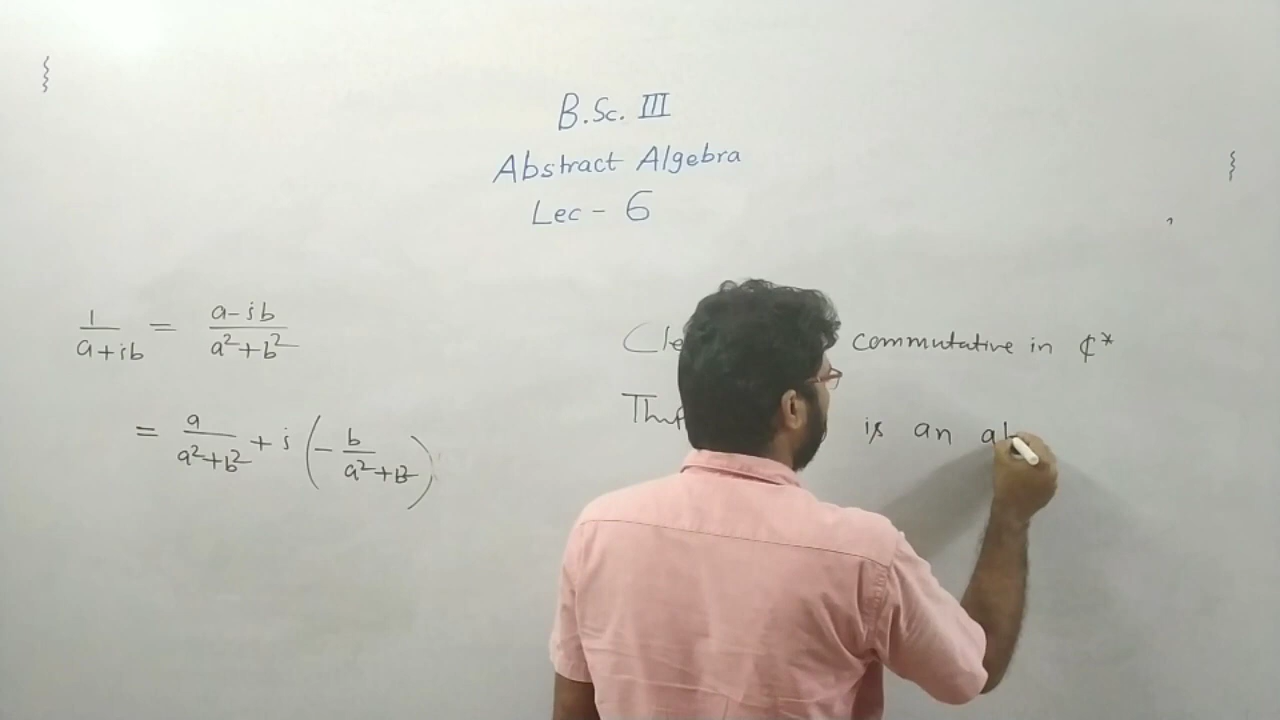 B.Sc. III
Abstract Algebra
Lec - 6
1/(a+ib) = (a-ib)/(a²+b²)
= a/(a²+b²) + i (- b/(a²+b²))
commutative in ₵*
is an